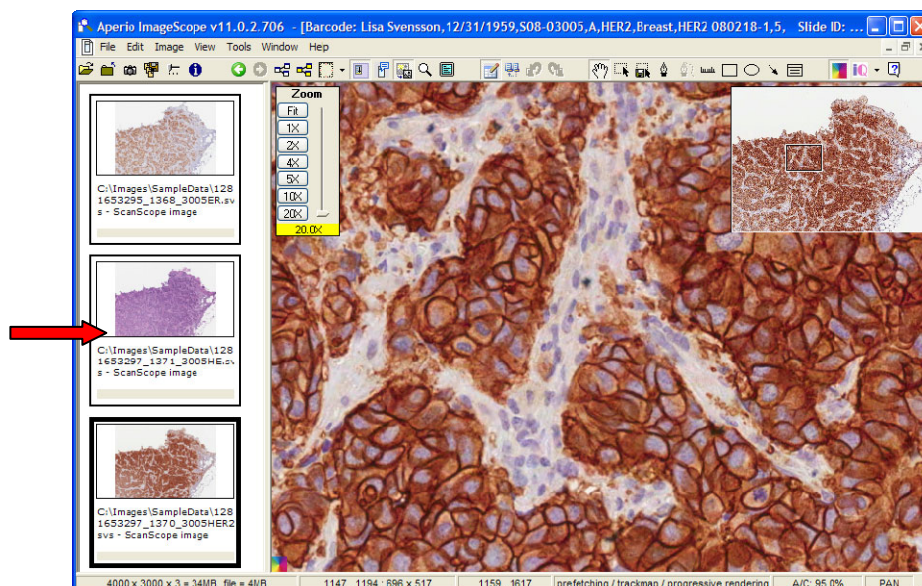 Aperio ImageScope v11.0.2.706 - [Barcode: Lisa Svensson,12/31/1959,S08-03005,A,HER2,Breast,HER2 080218-1,5, Slide ID: ...
File Edit Image View Tools Window Help
iQ
Zoom
Fit
1X
2X
4X
5X
10X
20X
20.0X
C:\Images\SampleData\128
1653295_1368_3005ER.sv
s - ScanScope image
C:\Images\SampleData\128
1653297_1371_3005HE.sv
s - ScanScope image
C:\Images\SampleData\128
1653297_1370_3005HER2
svs - ScanScope image
4000 x 3000 x 3 = 34MB file = 4MB 1147, 1194 : 696 x 517 1159, 1617 prefetching / trackmap / progressive rendering A/C: 95.0% PAN